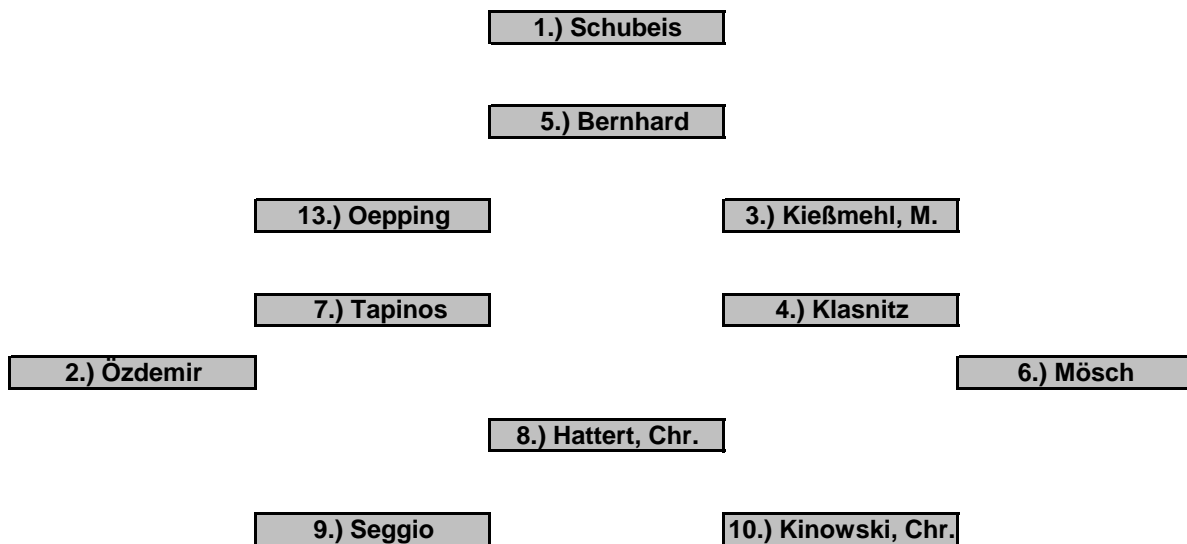 1.) Schubeis
5.) Bernhard
13.) Oepping
3.) Kießmehl, M.
7.) Tapinos
4.) Klasnitz
2.) Özdemir
6.) Mösch
8.) Hattert, Chr.
9.) Seggio
10.) Kinowski, Chr.